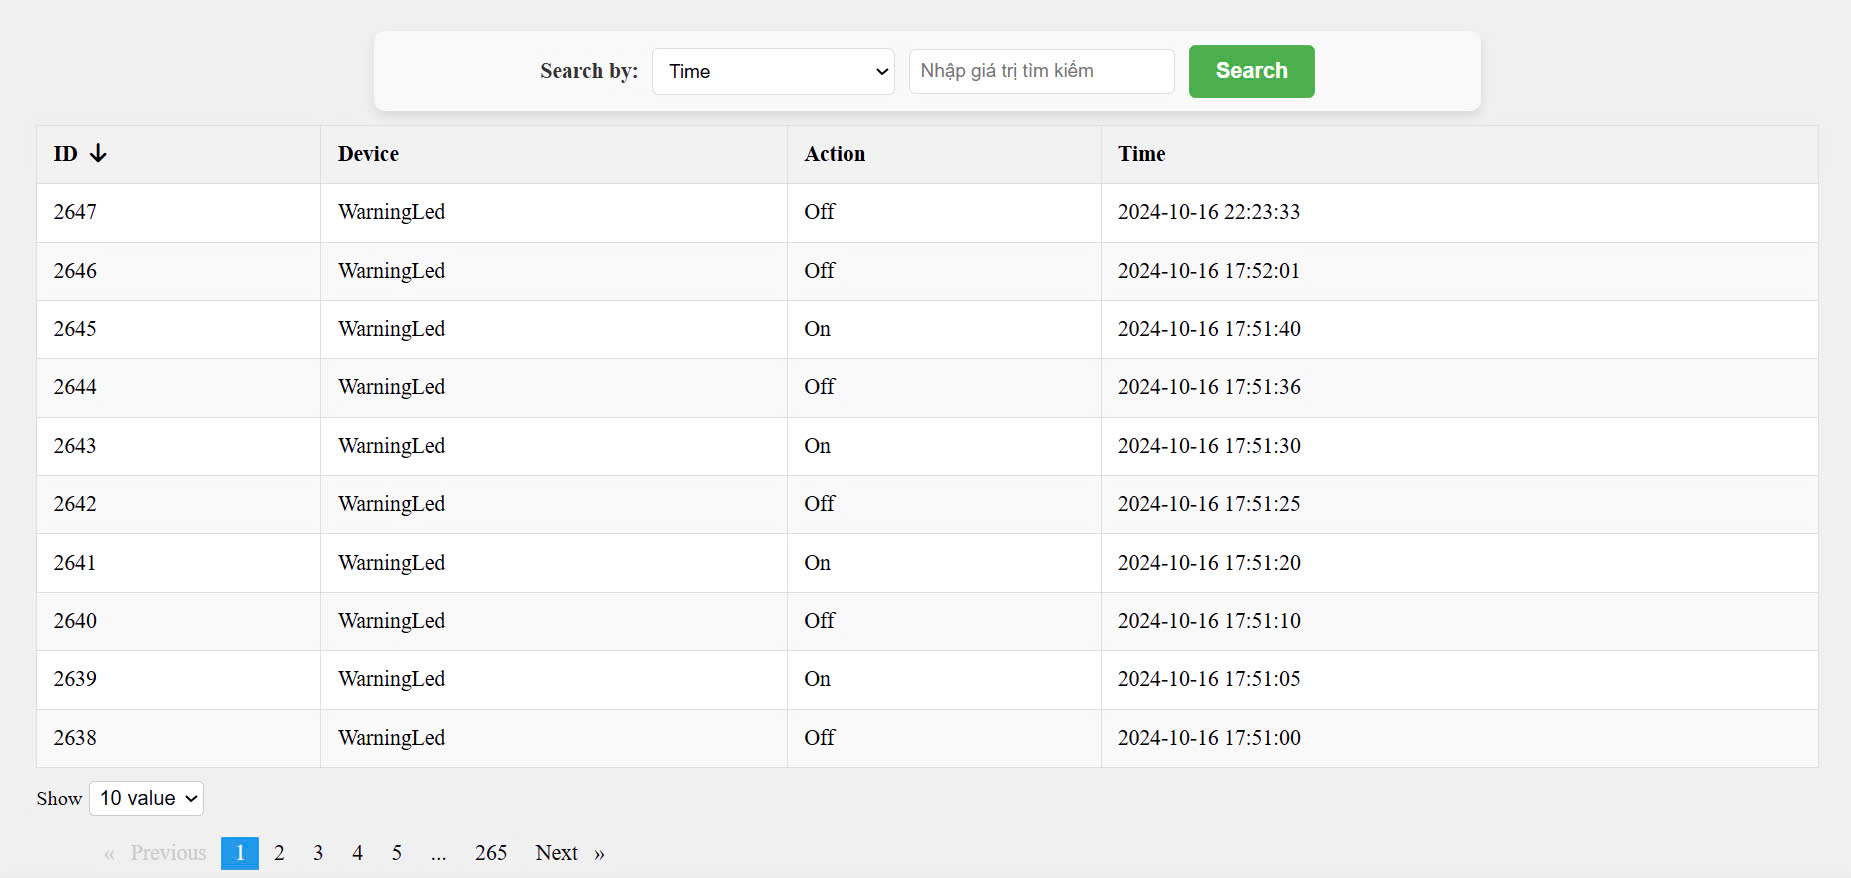 Search by: Time Nhập giá trị tìm kiếm Search
ID ↓ Device Action Time
2647 WarningLed Off 2024-10-16 22:23:33
2646 WarningLed Off 2024-10-16 17:52:01
2645 WarningLed On 2024-10-16 17:51:40
2644 WarningLed Off 2024-10-16 17:51:36
2643 WarningLed On 2024-10-16 17:51:30
2642 WarningLed Off 2024-10-16 17:51:25
2641 WarningLed On 2024-10-16 17:51:20
2640 WarningLed Off 2024-10-16 17:51:10
2639 WarningLed On 2024-10-16 17:51:05
2638 WarningLed Off 2024-10-16 17:51:00
Show 10 value
« Previous 1 2 3 4 5 ... 265 Next »